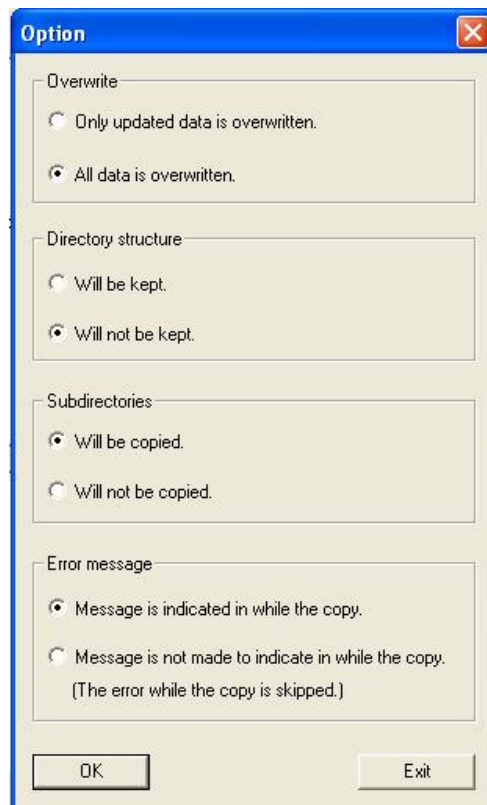 Option
Overwrite
Only updated data is overwritten.
All data is overwritten.
Directory structure
Will be kept.
Will not be kept.
Subdirectories
Will be copied.
Will not be copied.
Error message
Message is indicated in while the copy.
Message is not made to indicate in while the copy.
(The error while the copy is skipped.)
OK
Exit